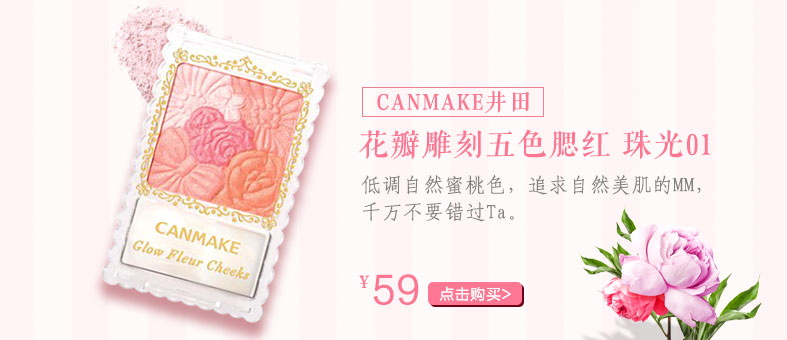 CANMAKE井田
花瓣雕刻五色腮红 珠光01
低调自然蜜桃色，追求自然美肌的MM，
千万不要错过Ta。
¥59 点击购买>
CANMAKE
Glow Fleur Cheeks